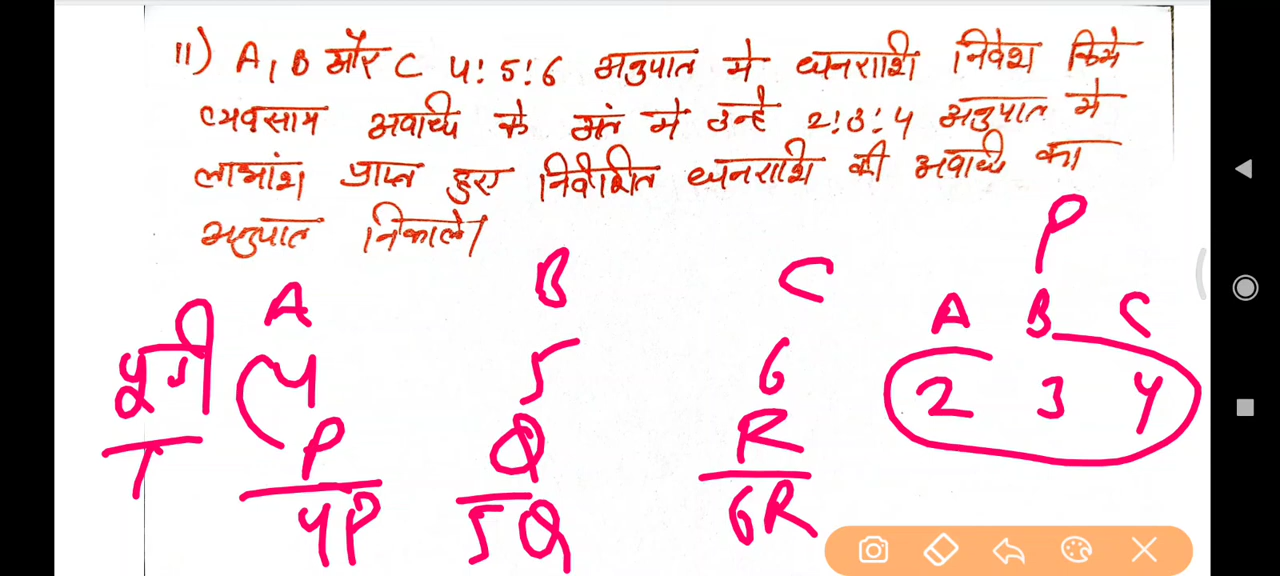 11) A, B और C 4:5:6 अनुपात मे धनराशि निवेश किये
व्यवसाय अवधि के अंत मे उन्हे 2:3:4 अनुपात मे
लाभांश प्राप्त हुए निवेशित धनराशि की अवधि का
अनुपात निकाले।
P
A B C
A B C
पूंजी 4 5 6
2 3 4
T P Q R
4P 5Q 6R